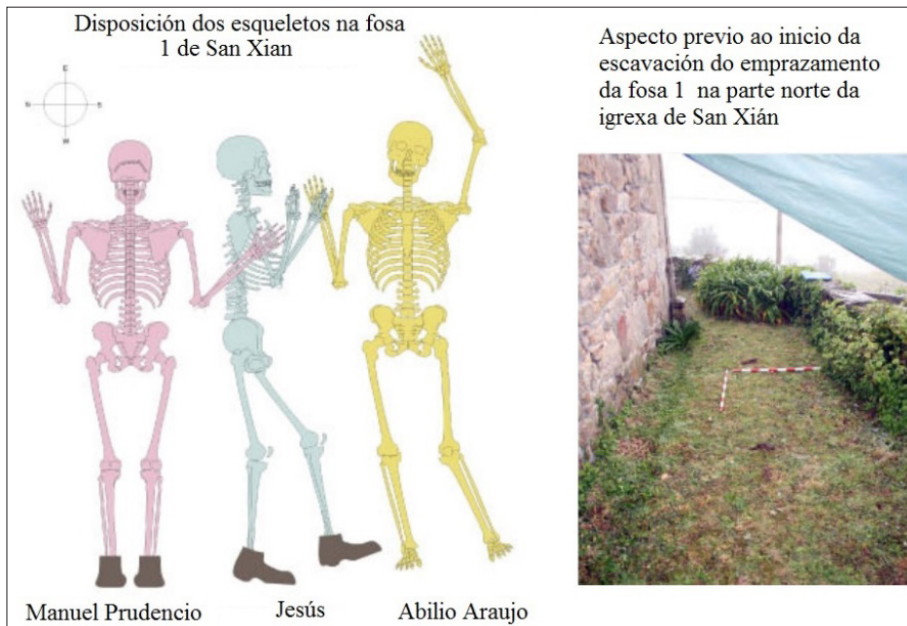 Disposición dos esqueletos na fosa
1 de San Xian
E
N
S
W
Manuel Prudencio
Jesús
Abilio Araujo
Aspecto previo ao inicio da
escavación do emprazamento
da fosa 1 na parte norte da
igrexa de San Xián